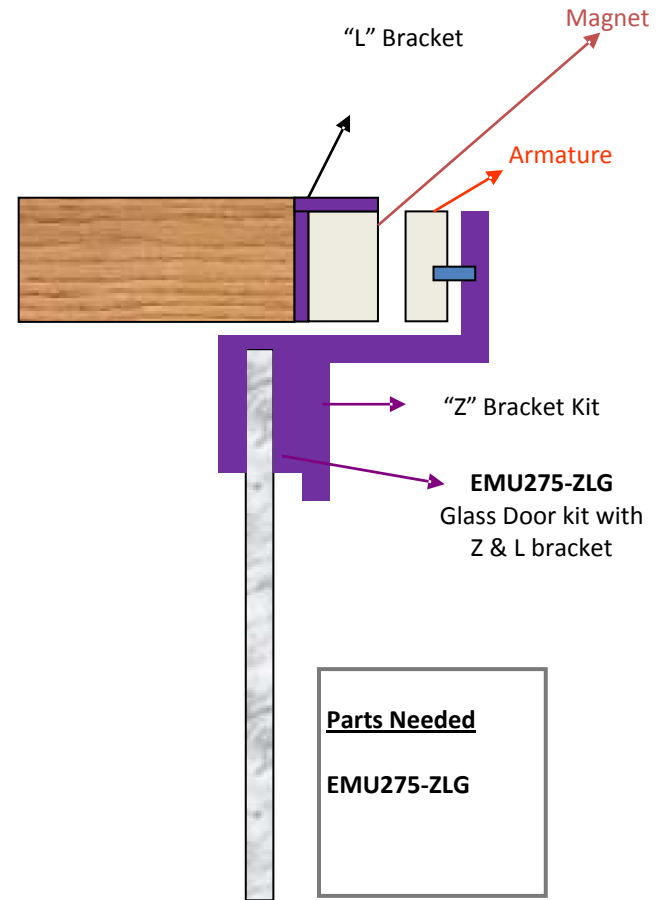 Magnet
“L” Bracket
Armature
“Z” Bracket Kit
EMU275-ZLG
Glass Door kit with
Z & L bracket
Parts Needed
EMU275-ZLG